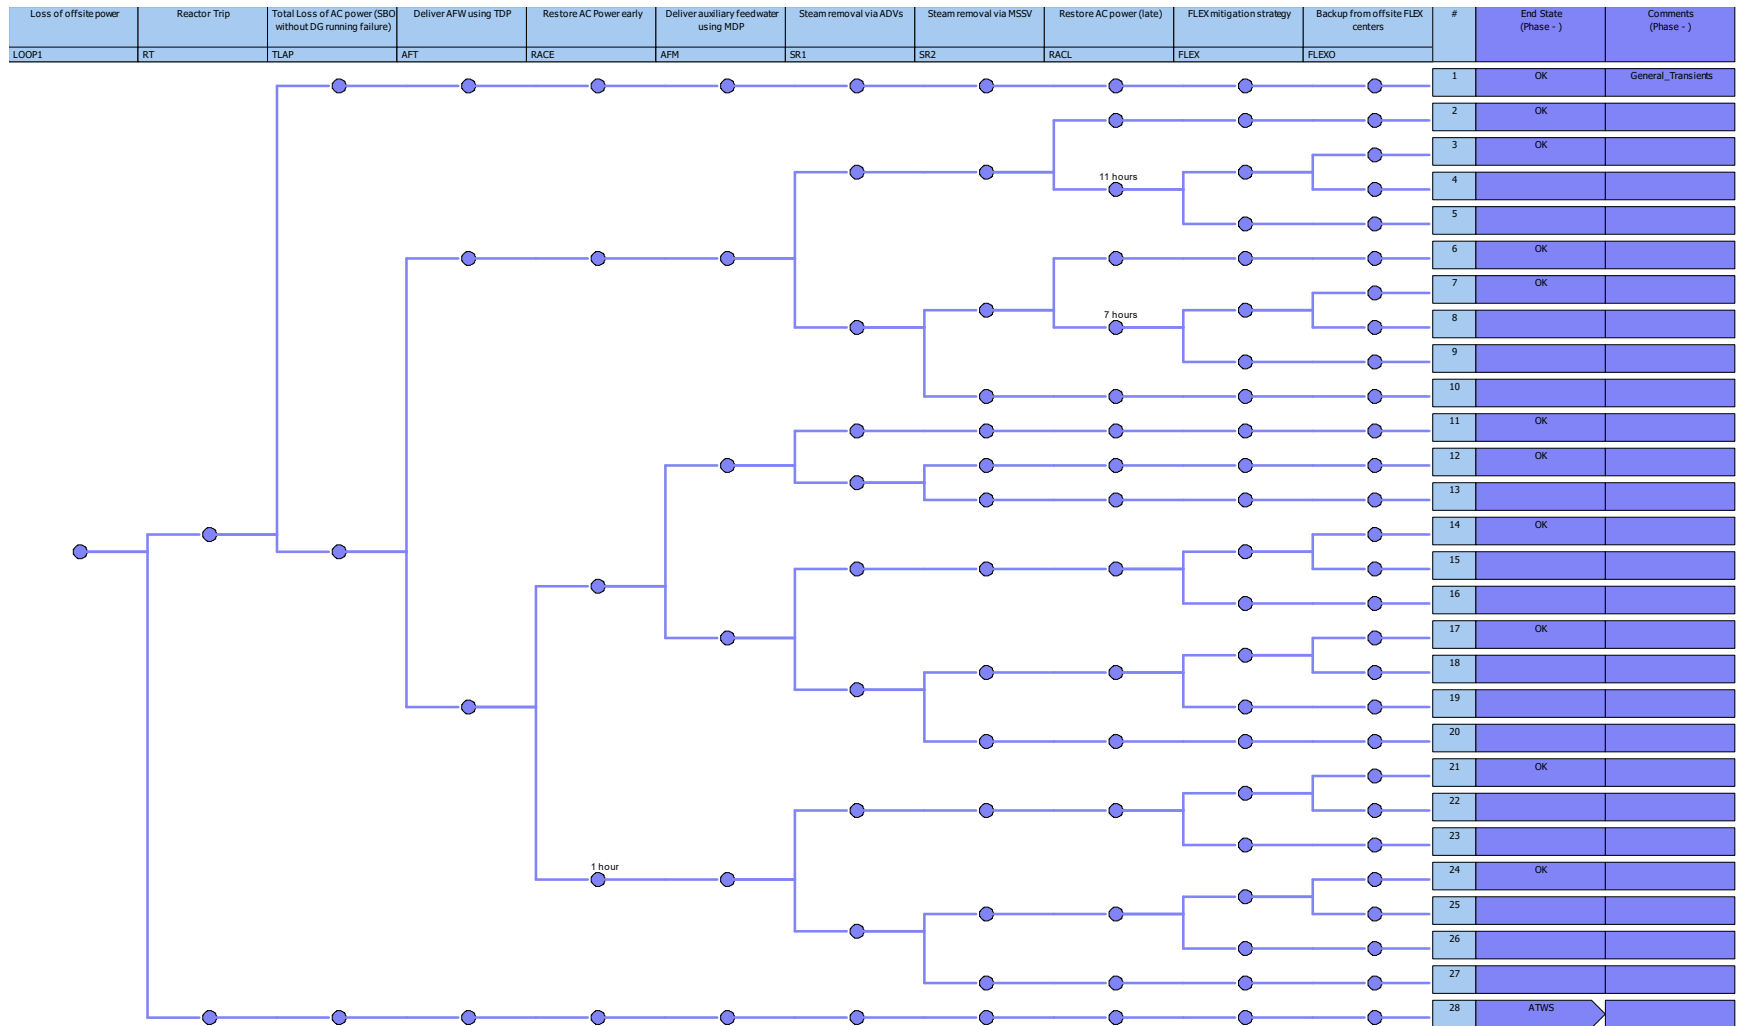 Loss of offsite power
Reactor Trip
Total Loss of AC power (SBO
without DG running failure)
Deliver AFW using TDP
Restore AC Power early
Deliver auxiliary feedwater
using MDP
Steam removal via ADVs
Steam removal via MSSV
Restore AC power (late)
FLEX mitigation strategy
Backup from offsite FLEX
centers
#
End State
(Phase - )
Comments
(Phase - )
LOOP1
RT
TLAP
AFT
RACE
AFM
SR1
SR2
RACL
FLEX
FLEXO
1
OK
General_Transients
2
OK
3
OK
11 hours
4
5
6
OK
7
OK
7 hours
8
9
10
11
OK
12
OK
13
14
OK
15
16
17
OK
18
19
20
21
OK
22
23
1 hour
24
OK
25
26
27
28
ATWS